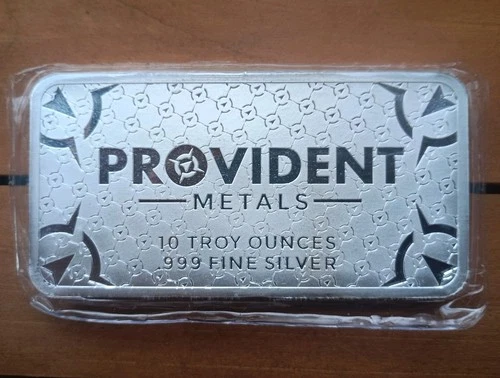 PROVIDENT
METALS
10 TROY OUNCES
999 FINE SILVER